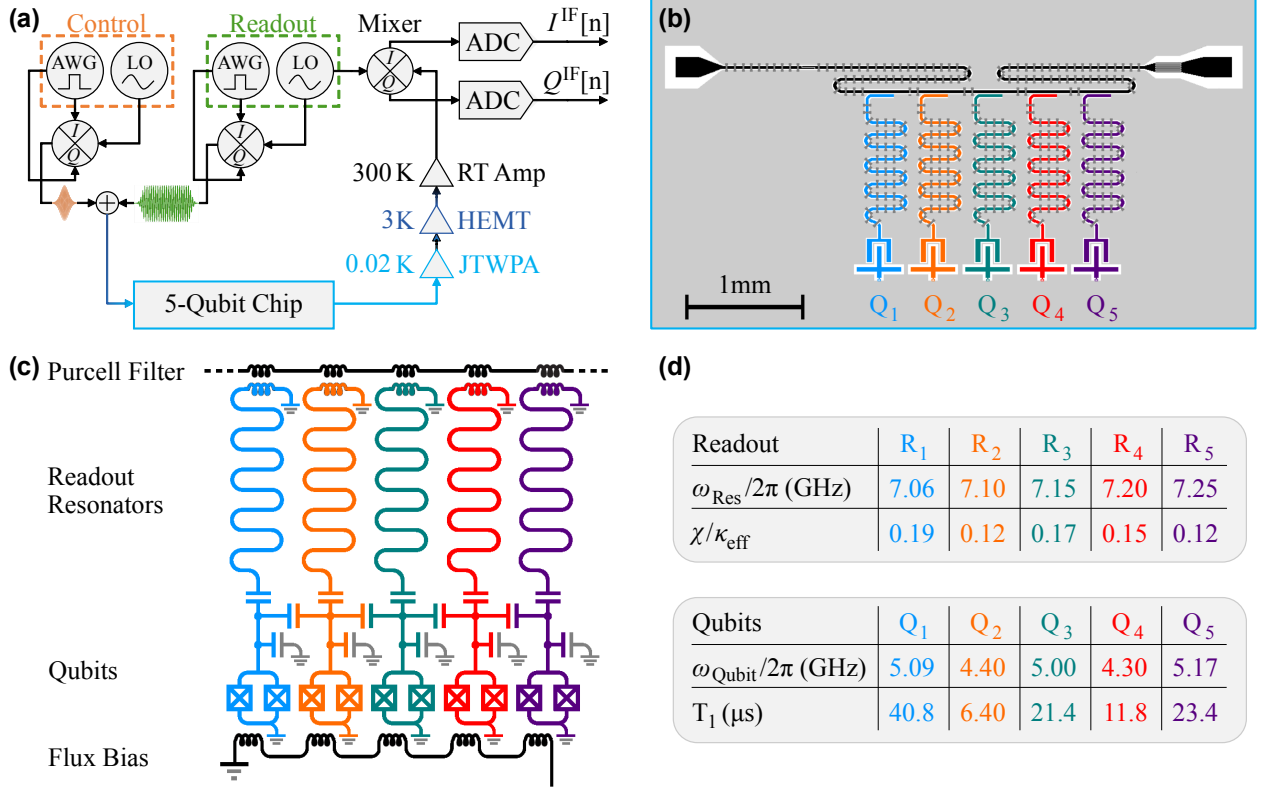 (a)
Control
Readout
Mixer
AWG
LO
AWG
LO
I
Q
I
Q
I
Q
ADC
ADC
I^IF[n]
Q^IF[n]
300 K
RT Amp
3K
HEMT
0.02 K
JTWPA
5-Qubit Chip
(b)
1mm
Q1 Q2 Q3 Q4 Q5
(c)
Purcell Filter
Readout
Resonators
Qubits
Flux Bias
(d)
Readout R1 R2 R3 R4 R5
ωRes/2π (GHz) 7.06 7.10 7.15 7.20 7.25
χ/κeff 0.19 0.12 0.17 0.15 0.12
Qubits Q1 Q2 Q3 Q4 Q5
ωQubit/2π (GHz) 5.09 4.40 5.00 4.30 5.17
T1 (μs) 40.8 6.40 21.4 11.8 23.4